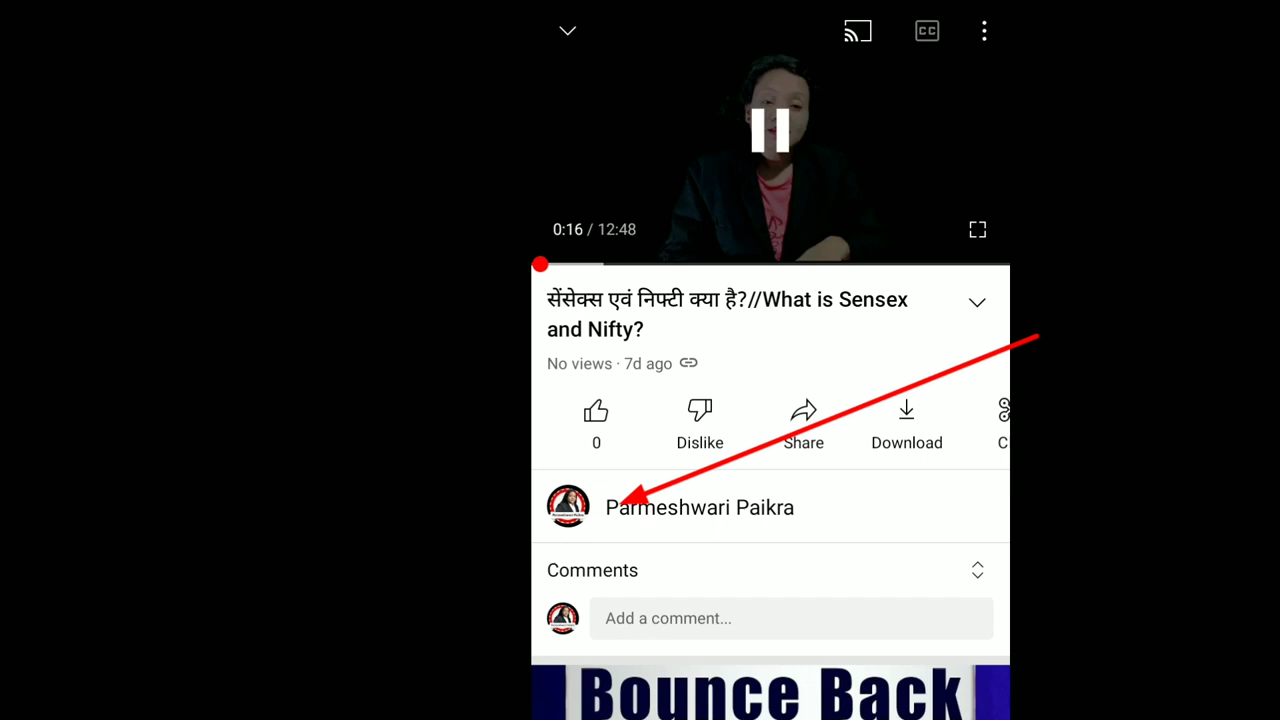 CC
0:16 / 12:48
सेंसेक्स एवं निफ्टी क्या है?//What is Sensex
and Nifty?
No views · 7d ago
0
Dislike
Share
Download
C
Parmeshwari Paikra
Comments
Add a comment...
Bounce Back